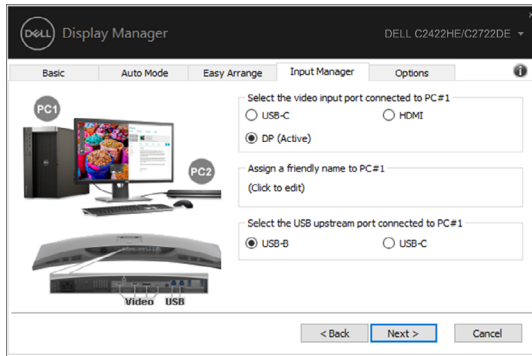 DELL Display Manager DELL C2422HE/C2722DE
Basic Auto Mode Easy Arrange Input Manager Options
PC1
PC2
Video USB
Select the video input port connected to PC#1
USB-C HDMI
DP (Active)
Assign a friendly name to PC#1
(Click to edit)
Select the USB upstream port connected to PC#1
USB-B USB-C
< Back Next > Cancel